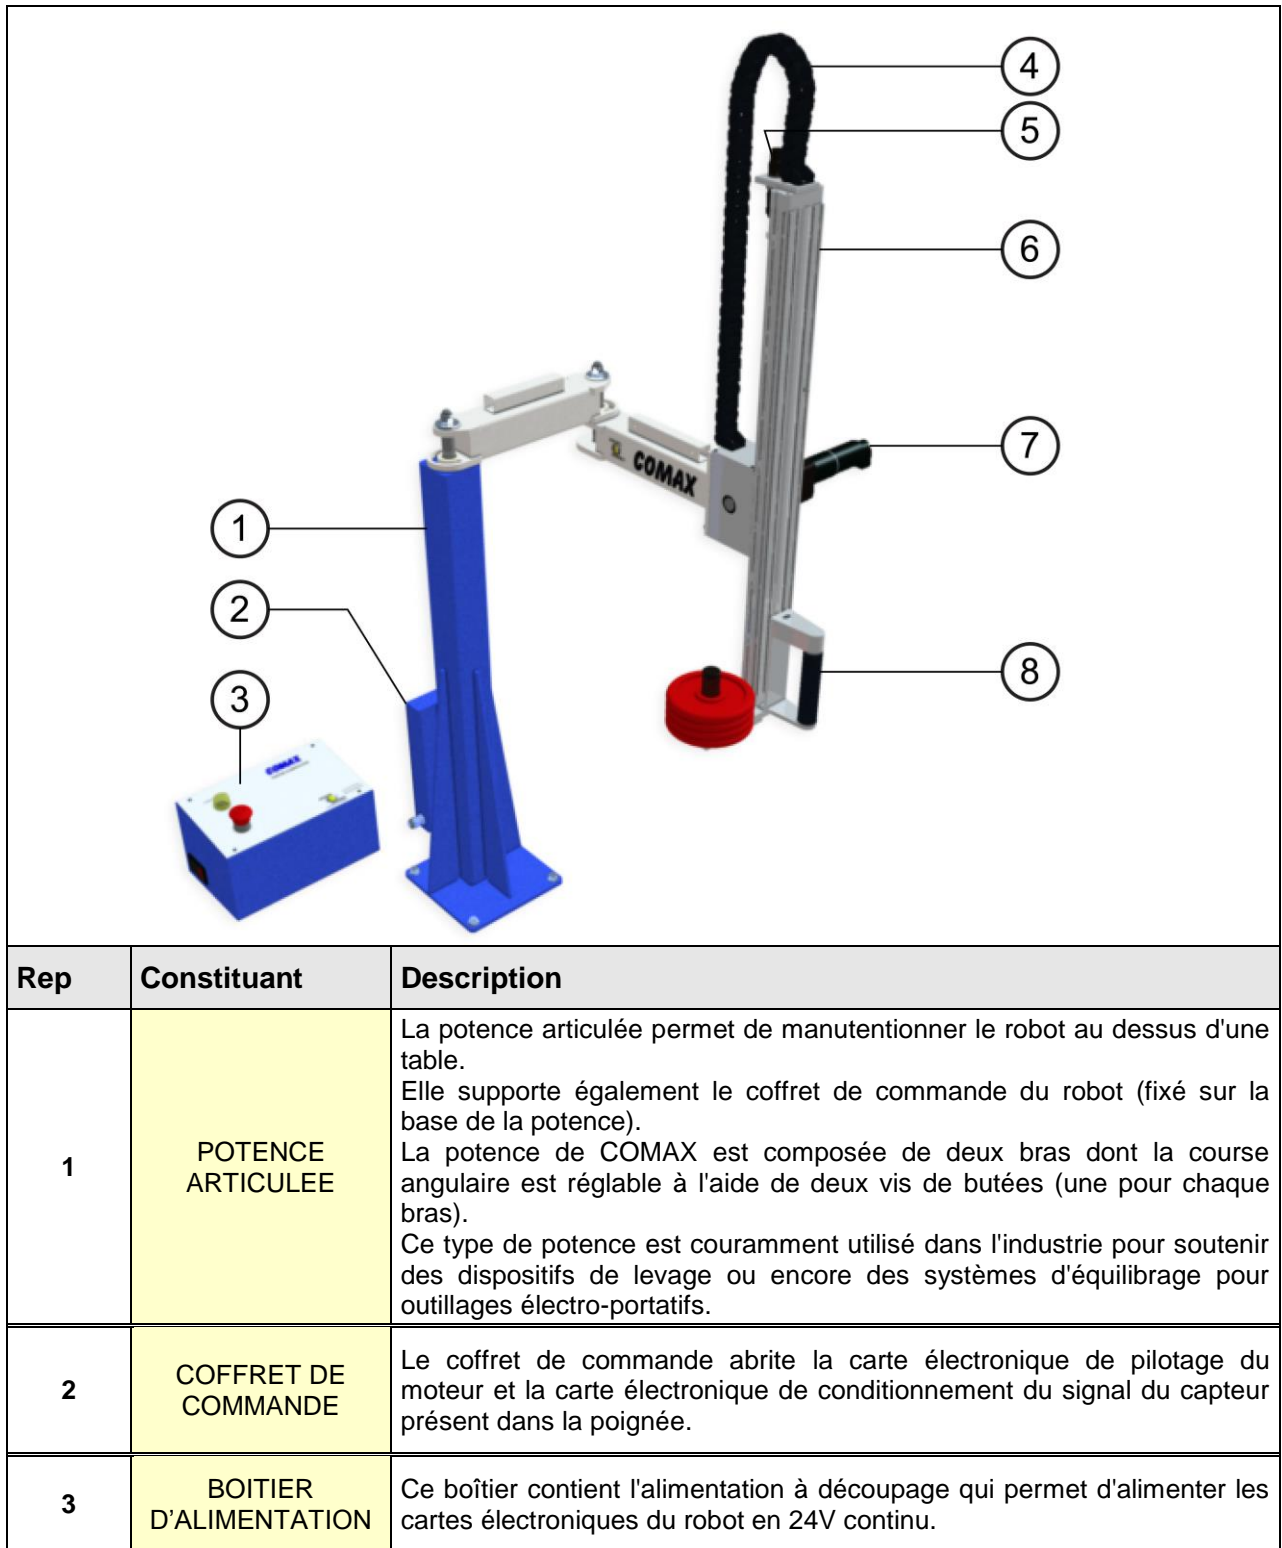 4
5
6
7
COMAX
1
2
8
3
COMAX
Rep
Constituant
Description
1
POTENCE
ARTICULEE
La potence articulée permet de manutentionner le robot au dessus d'une
table.
Elle supporte également le coffret de commande du robot (fixé sur la
base de la potence).
La potence de COMAX est composée de deux bras dont la course
angulaire est réglable à l'aide de deux vis de butées (une pour chaque
bras).
Ce type de potence est couramment utilisé dans l'industrie pour soutenir
des dispositifs de levage ou encore des systèmes d'équilibrage pour
outillages électro-portatifs.
2
COFFRET DE
COMMANDE
Le coffret de commande abrite la carte électronique de pilotage du
moteur et la carte électronique de conditionnement du signal du capteur
présent dans la poignée.
3
BOITIER
D’ALIMENTATION
Ce boîtier contient l'alimentation à découpage qui permet d'alimenter les
cartes électroniques du robot en 24V continu.